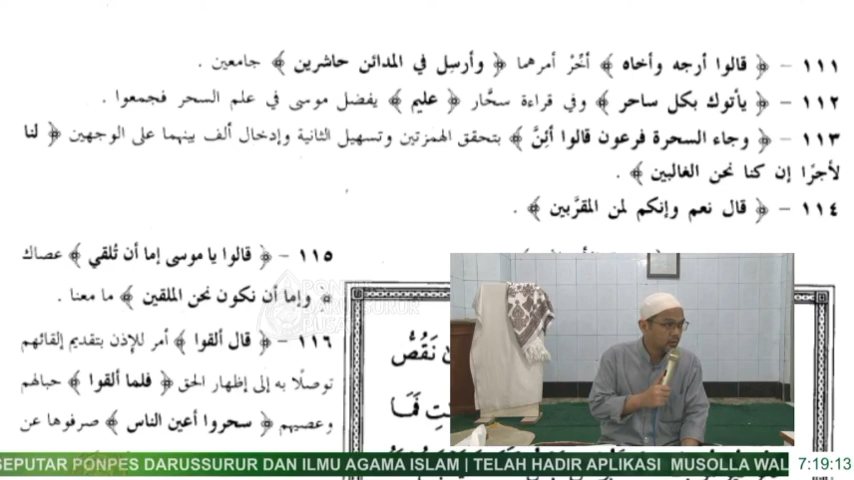 ١١١ – ﴿ قالوا أرجه وأخاه ﴾ أخِّرْ أمرهما ﴿ وأرسِل في المدائن حاشرين ﴾ جامعين .
١١٢ – ﴿ يأتوك بكل ساحر ﴾ وفي قراءة سحَّار ﴿ عليم ﴾ يفضل موسى في علم السحر فجمعوا .
١١٣ – ﴿ وجاء السحرة فرعون قالوا أئِنَّ ﴾ بتحقق الهمزتين وتسهيل الثانية وإدخال ألف بينهما على الوجهين ﴿ لنا
لأجرًا إن كنا نحن الغالبين ﴾ .
١١٤ – ﴿ قال نعم وإنكم لمن المقرَّبين ﴾ .
١١٥ – ﴿ قالوا يا موسى إما أن تُلقي ﴾ عصاك
﴿ وإما أن نكون نحن الملقين ﴾ ما معنا .
١١٦ – ﴿ قال ألقوا ﴾ أمر للإذن بتقديم إلقائهم
توصلًا به إلى إظهار الحق ﴿ فلما ألقوا ﴾ حبالهم
وعصيهم ﴿ سحروا أعين الناس ﴾ صرفوها عن
نَقُصُّ
فَمَا
SEPUTAR PONPES DARUSSURUR DAN ILMU AGAMA ISLAM | TELAH HADIR APLIKASI MUSOLLA WAL
7:19:13